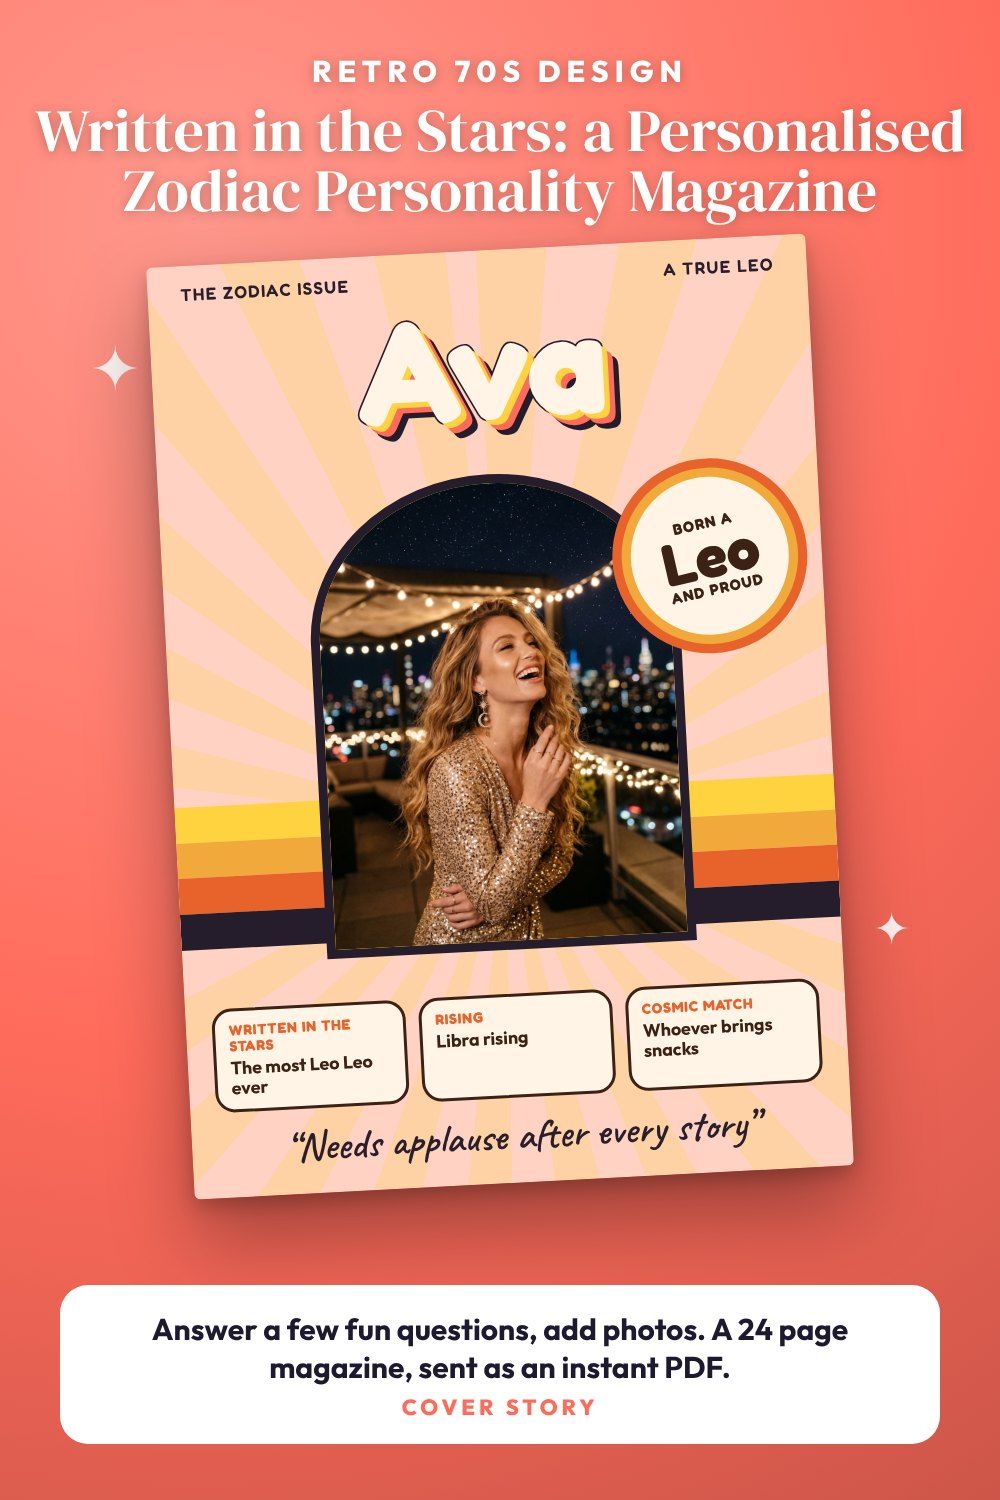 RETRO 70S DESIGN
Written in the Stars: a Personalised
Zodiac Personality Magazine
THE ZODIAC ISSUE
A TRUE LEO
Ava
BORN A
Leo
AND PROUD
WRITTEN IN THE
STARS
The most Leo Leo
ever
RISING
Libra rising
COSMIC MATCH
Whoever brings
snacks
“Needs applause after every story”
Answer a few fun questions, add photos. A 24 page
magazine, sent as an instant PDF.
COVER STORY